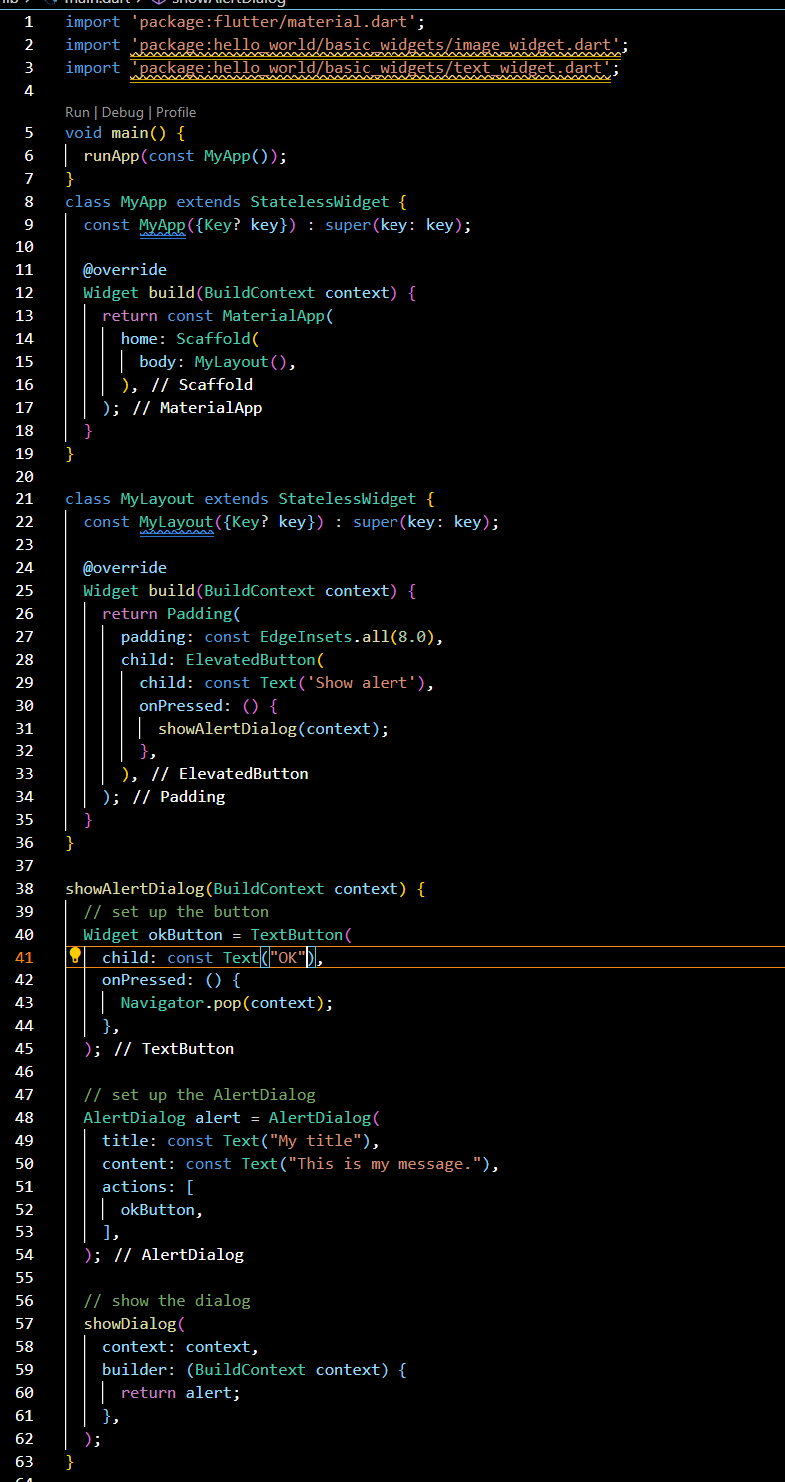 main.dart > showAlertDialog
1 import 'package:flutter/material.dart';
2 import 'package:hello_world/basic_widgets/image_widget.dart';
3 import 'package:hello_world/basic_widgets/text_widget.dart';
4
Run | Debug | Profile
5 void main() {
6   runApp(const MyApp());
7 }
8 class MyApp extends StatelessWidget {
9   const MyApp({Key? key}) : super(key: key);
10
11   @override
12   Widget build(BuildContext context) {
13     return const MaterialApp(
14       home: Scaffold(
15         body: MyLayout(),
16       ), // Scaffold
17     ); // MaterialApp
18   }
19 }
20
21 class MyLayout extends StatelessWidget {
22   const MyLayout({Key? key}) : super(key: key);
23
24   @override
25   Widget build(BuildContext context) {
26     return Padding(
27       padding: const EdgeInsets.all(8.0),
28       child: ElevatedButton(
29         child: const Text('Show alert'),
30         onPressed: () {
31           showAlertDialog(context);
32         },
33       ), // ElevatedButton
34     ); // Padding
35   }
36 }
37
38 showAlertDialog(BuildContext context) {
39   // set up the button
40   Widget okButton = TextButton(
41     child: const Text("OK"),
42     onPressed: () {
43       Navigator.pop(context);
44     },
45   ); // TextButton
46
47   // set up the AlertDialog
48   AlertDialog alert = AlertDialog(
49     title: const Text("My title"),
50     content: const Text("This is my message."),
51     actions: [
52       okButton,
53     ],
54   ); // AlertDialog
55
56   // show the dialog
57   showDialog(
58     context: context,
59     builder: (BuildContext context) {
60       return alert;
61     },
62   );
63 }